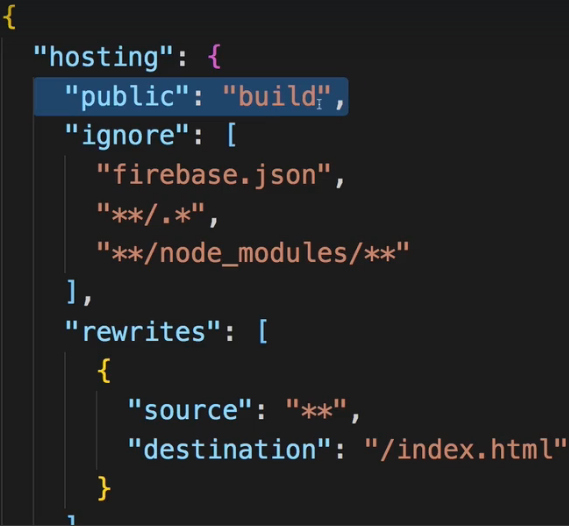 {
"hosting": {
"public": "build",
"ignore": [
"firebase.json",
"**/.*",
"**/node_modules/**"
],
"rewrites": [
{
"source": "**",
"destination": "/index.html"
}
]